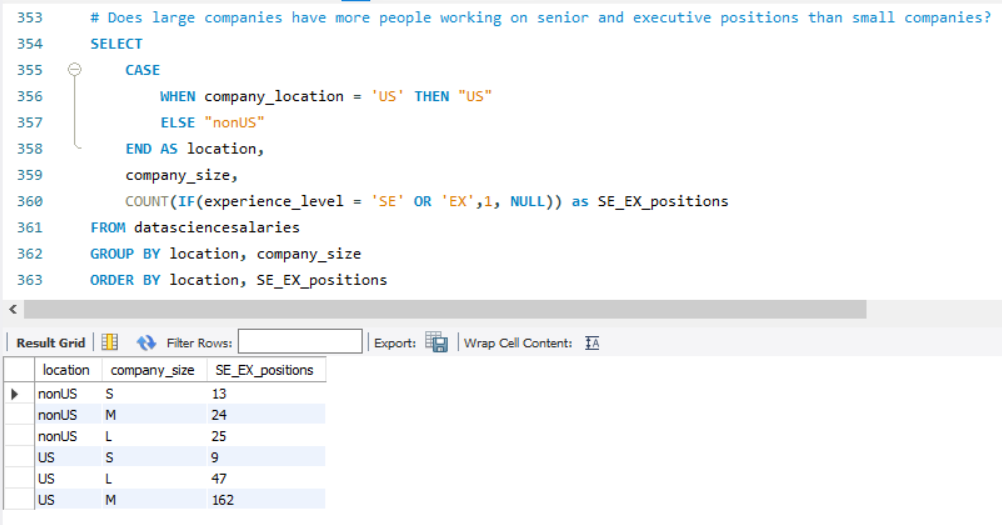 353 # Does large companies have more people working on senior and executive positions than small companies?
354 SELECT
355 CASE
356 WHEN company_location = 'US' THEN "US"
357 ELSE "nonUS"
358 END AS location,
359 company_size,
360 COUNT(IF(experience_level = 'SE' OR 'EX',1, NULL)) as SE_EX_positions
361 FROM datasciencesalaries
362 GROUP BY location, company_size
363 ORDER BY location, SE_EX_positions
Result Grid Filter Rows: Export: Wrap Cell Content:
location company_size SE_EX_positions
nonUS S 13
nonUS M 24
nonUS L 25
US S 9
US L 47
US M 162